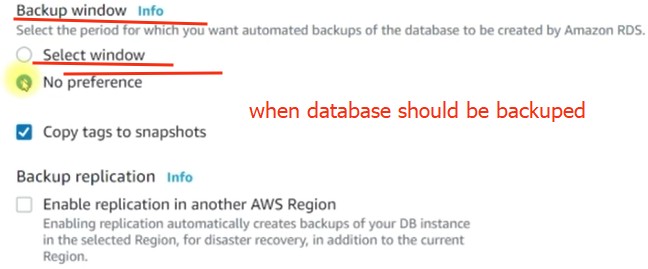 Backup window Info
Select the period for which you want automated backups of the database to be created by Amazon RDS.
Select window
No preference
when database should be backuped
Copy tags to snapshots
Backup replication Info
Enable replication in another AWS Region
Enabling replication automatically creates backups of your DB instance
in the selected Region, for disaster recovery, in addition to the current
Region.